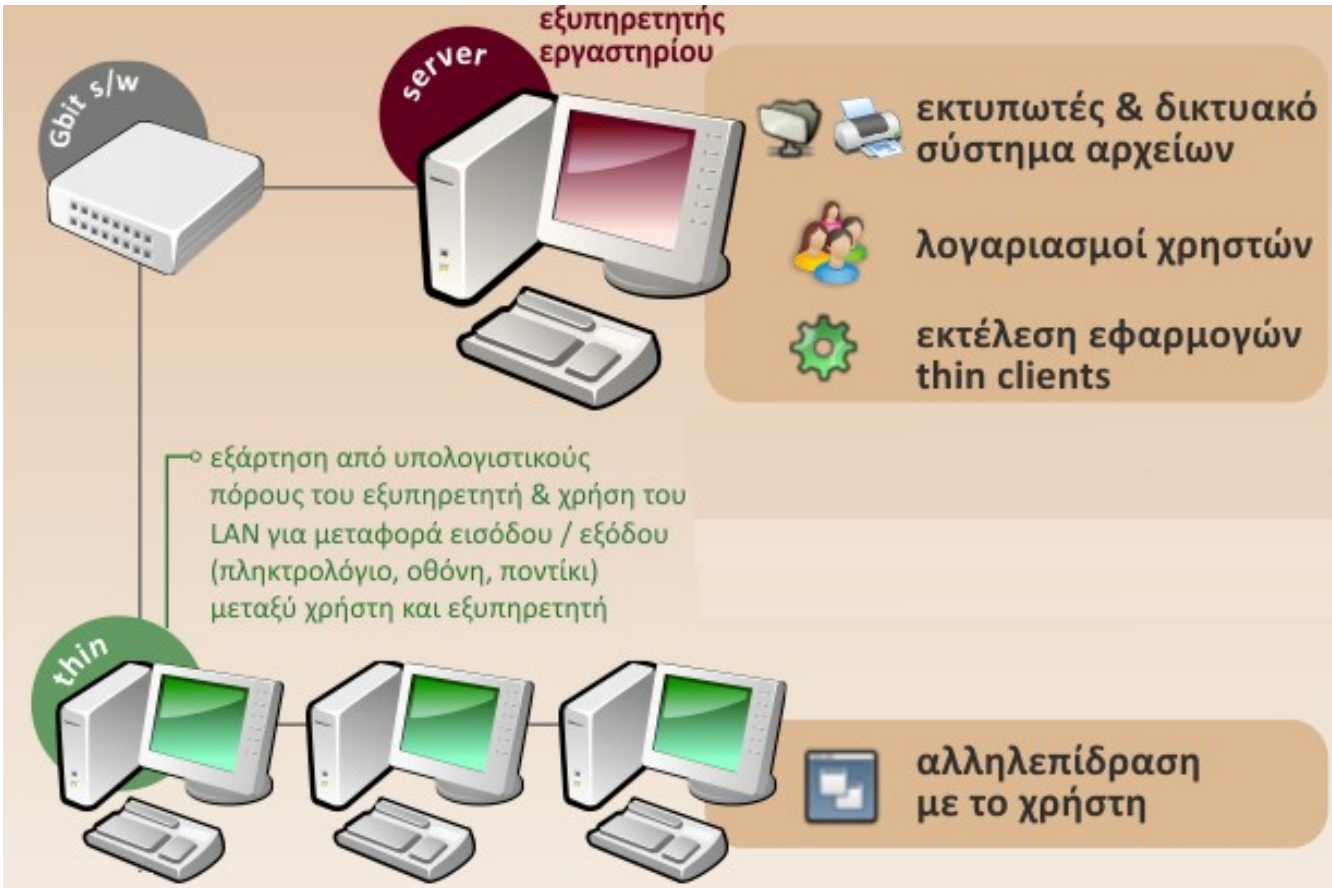 εξυπηρετητής
εργαστηρίου
server
Gbit s/w
εκτυπωτές & δικτυακό
σύστημα αρχείων
λογαριασμοί χρηστών
εκτέλεση εφαρμογών
thin clients
εξάρτηση από υπολογιστικούς
πόρους του εξυπηρετητή & χρήση του
LAN για μεταφορά εισόδου / εξόδου
(πληκτρολόγιο, οθόνη, ποντίκι)
μεταξύ χρήστη και εξυπηρετητή
thin
αλληλεπίδραση
με το χρήστη